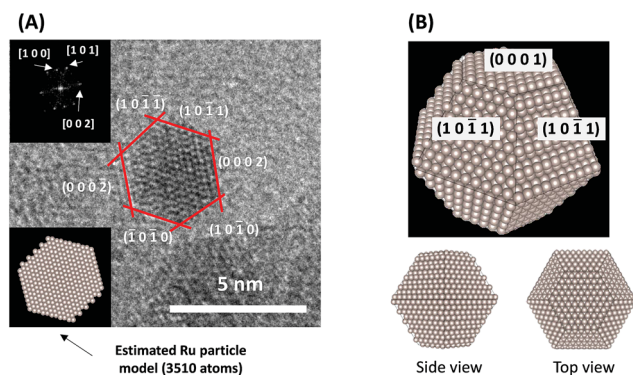 (A)
[1 0 0]
[1 0 1]
[0 0 2]
(1 0 1̄ 1̄)
(1 0 1̄ 1)
(0 0 0 2)
(0 0 0 2̄)
(1̄ 0 1̄ 0)
(1 0 1̄ 0)
5 nm
Estimated Ru particle
model (3510 atoms)
(B)
(0 0 0 1)
(1 0 1̄ 1)
(1 0 1̄ 1)
Side view
Top view